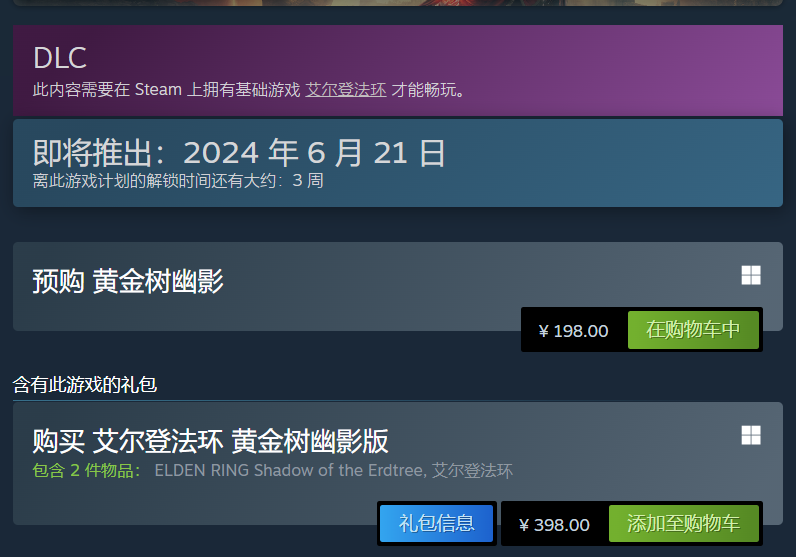 DLC
此内容需要在 Steam 上拥有基础游戏 艾尔登法环 才能畅玩。
即将推出：2024 年 6 月 21 日
离此游戏计划的解锁时间还有大约：3 周
预购 黄金树幽影
¥ 198.00 在购物车中
含有此游戏的礼包
购买 艾尔登法环 黄金树幽影版
包含 2 件物品： ELDEN RING Shadow of the Erdtree, 艾尔登法环
礼包信息 ¥ 398.00 添加至购物车